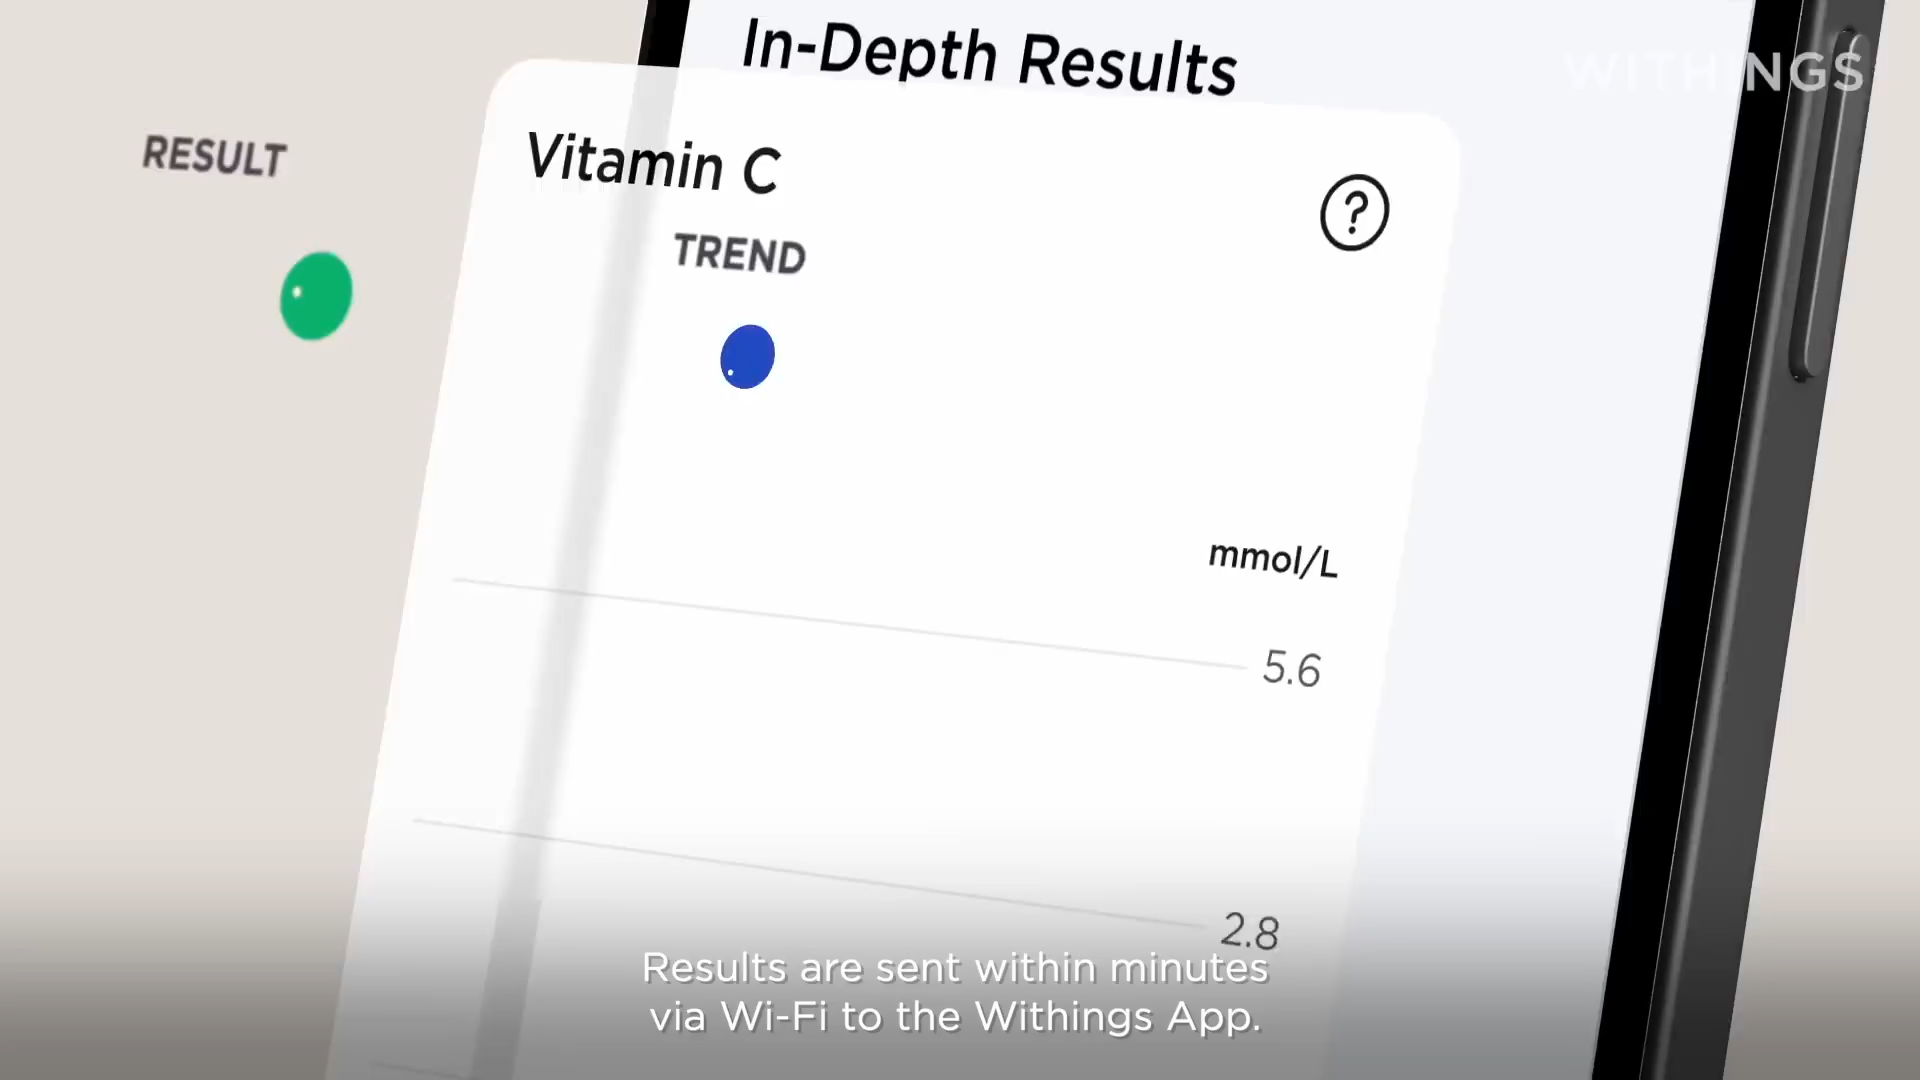 In-Depth Results
WITHINGS
RESULT
Vitamin C
?
TREND
mmol/L
5.6
2.8
Results are sent within minutes
via Wi-Fi to the Withings App.